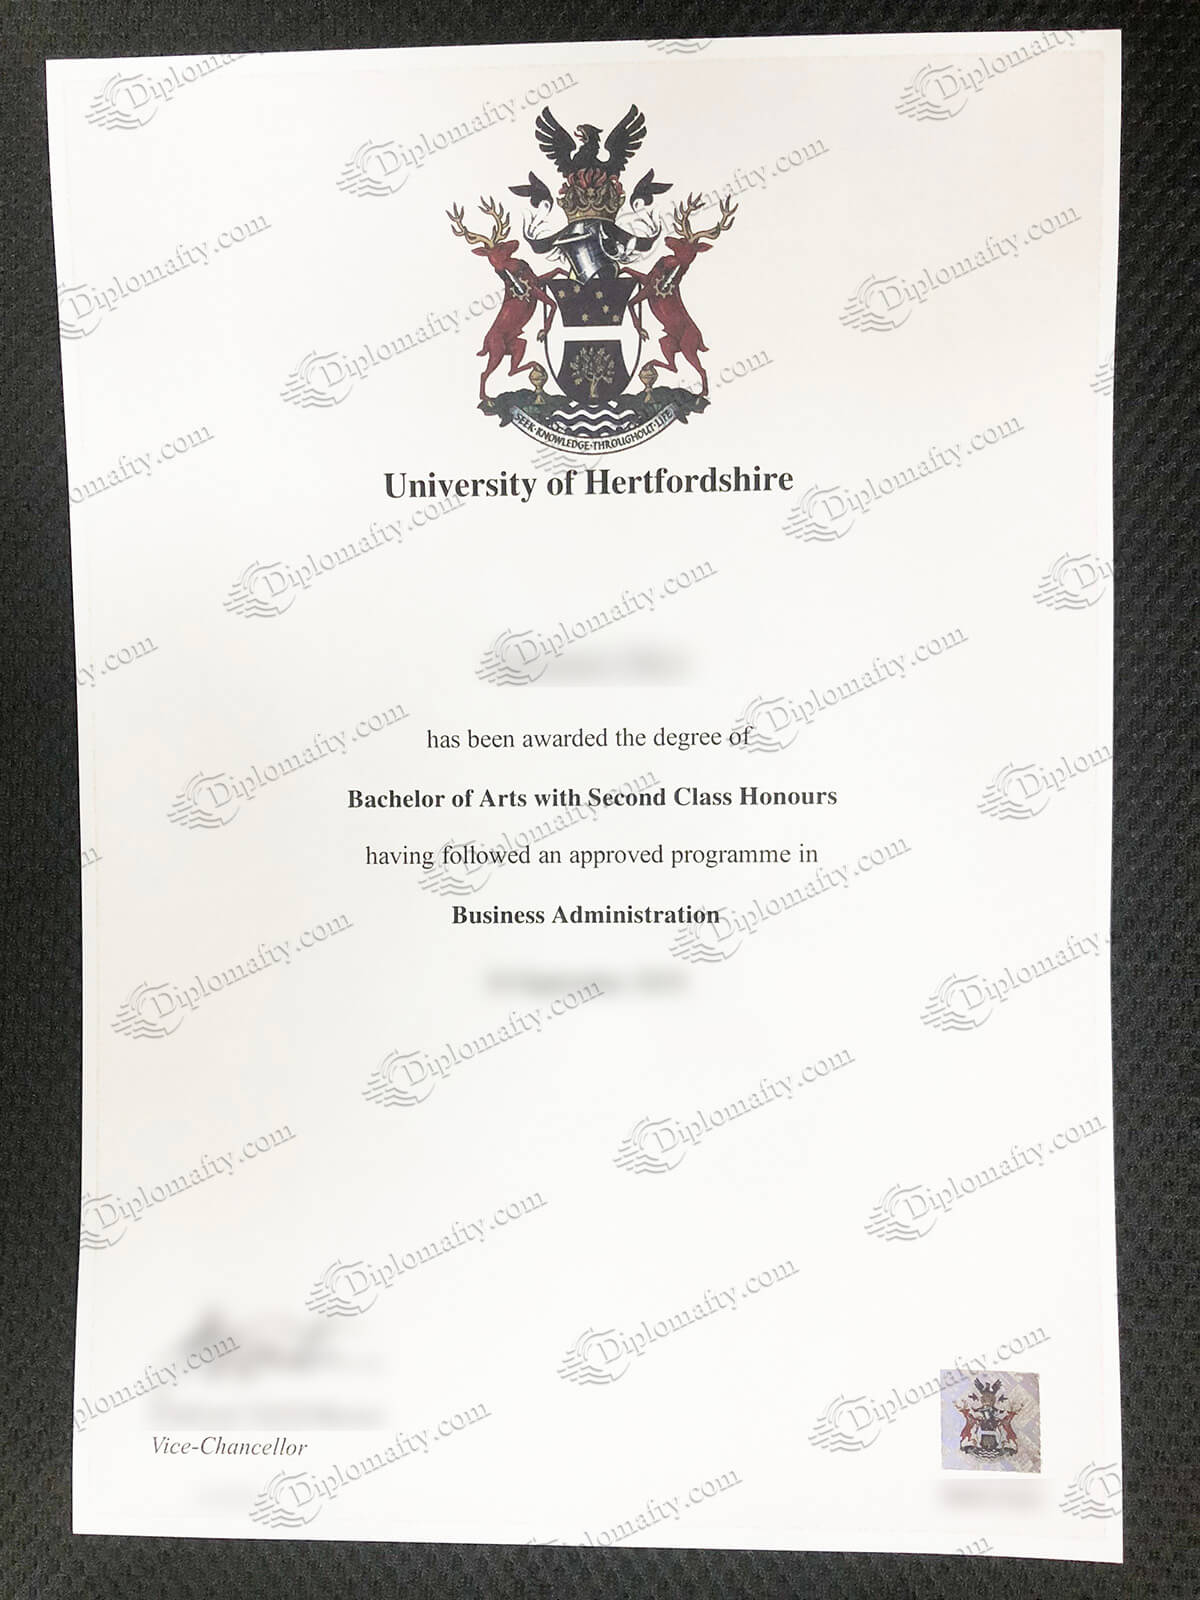 SEEK·KNOWLEDGE·THROUGHOUT·LIFE
University of Hertfordshire
has been awarded the degree of
Bachelor of Arts with Second Class Honours
having followed an approved programme in
Business Administration
Vice-Chancellor
Diplomafty.com